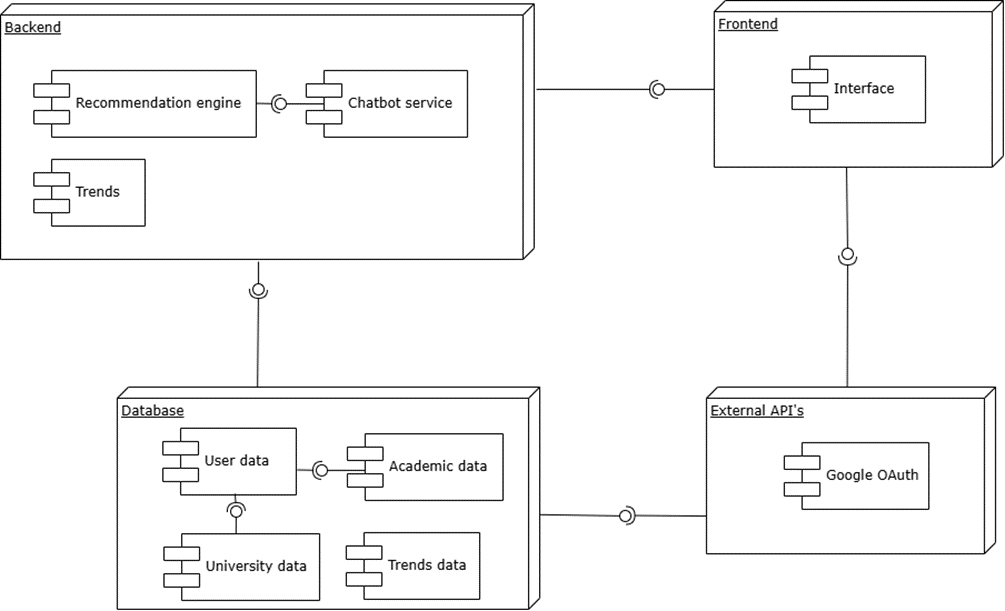 Backend
Recommendation engine
Chatbot service
Trends
Frontend
Interface
Database
User data
Academic data
University data
Trends data
External API's
Google OAuth